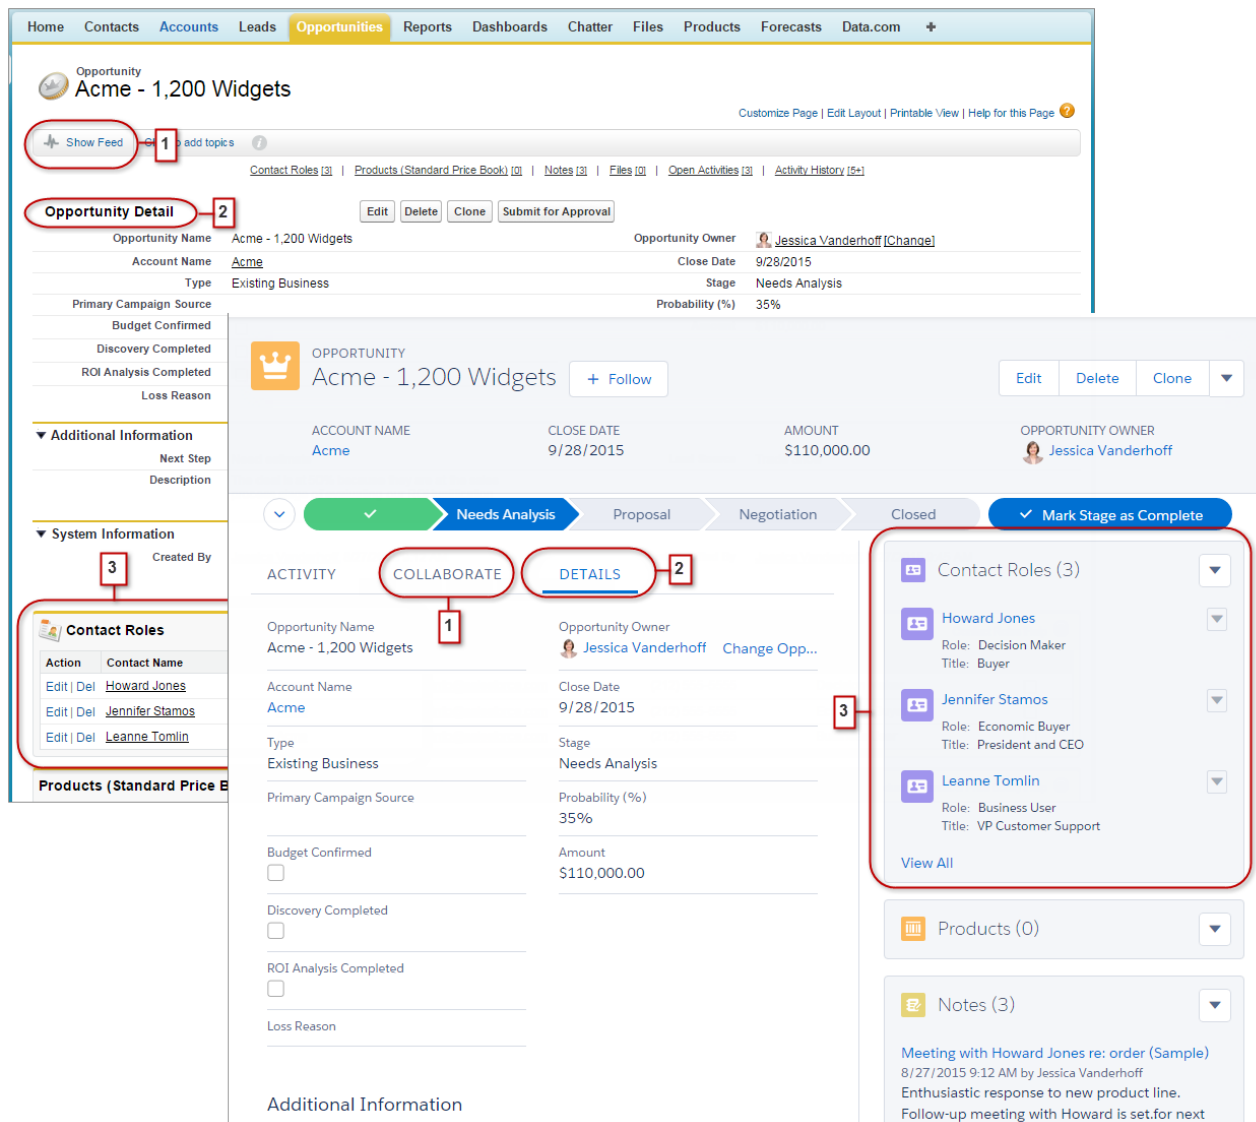 Home Contacts Accounts Leads Opportunities Reports Dashboards Chatter Files Products Forecasts Data.com +
Opportunity
Acme - 1,200 Widgets
Customize Page | Edit Layout | Printable View | Help for this Page ?
Show Feed
1
to add topics i
Contact Roles [3] | Products (Standard Price Book) [0] | Notes [3] | Files [0] | Open Activities [3] | Activity History [5+]
Opportunity Detail
2
Edit Delete Clone Submit for Approval
Opportunity Name Acme - 1,200 Widgets Opportunity Owner Jessica Vanderhoff [Change]
Account Name Acme Close Date 9/28/2015
Type Existing Business Stage Needs Analysis
Primary Campaign Source Probability (%) 35%
Budget Confirmed
Discovery Completed
ROI Analysis Completed
Loss Reason
Additional Information
Next Step
Description
System Information
Created By
3
Contact Roles
Action Contact Name
Edit | Del Howard Jones
Edit | Del Jennifer Stamos
Edit | Del Leanne Tomlin
Products (Standard Price B
OPPORTUNITY
Acme - 1,200 Widgets + Follow
Edit Delete Clone
ACCOUNT NAME CLOSE DATE AMOUNT OPPORTUNITY OWNER
Acme 9/28/2015 $110,000.00 Jessica Vanderhoff
Needs Analysis Proposal Negotiation Closed Mark Stage as Complete
ACTIVITY COLLABORATE DETAILS
2
1
Opportunity Name Opportunity Owner
Acme - 1,200 Widgets Jessica Vanderhoff Change Opp...
Account Name Close Date
Acme 9/28/2015
Type Stage
Existing Business Needs Analysis
Primary Campaign Source Probability (%)
35%
Budget Confirmed Amount
$110,000.00
Discovery Completed
ROI Analysis Completed
Loss Reason
Additional Information
3
Contact Roles (3)
Howard Jones
Role: Decision Maker
Title: Buyer
Jennifer Stamos
Role: Economic Buyer
Title: President and CEO
Leanne Tomlin
Role: Business User
Title: VP Customer Support
View All
Products (0)
Notes (3)
Meeting with Howard Jones re: order (Sample)
8/27/2015 9:12 AM by Jessica Vanderhoff
Enthusiastic response to new product line.
Follow-up meeting with Howard is set.for next